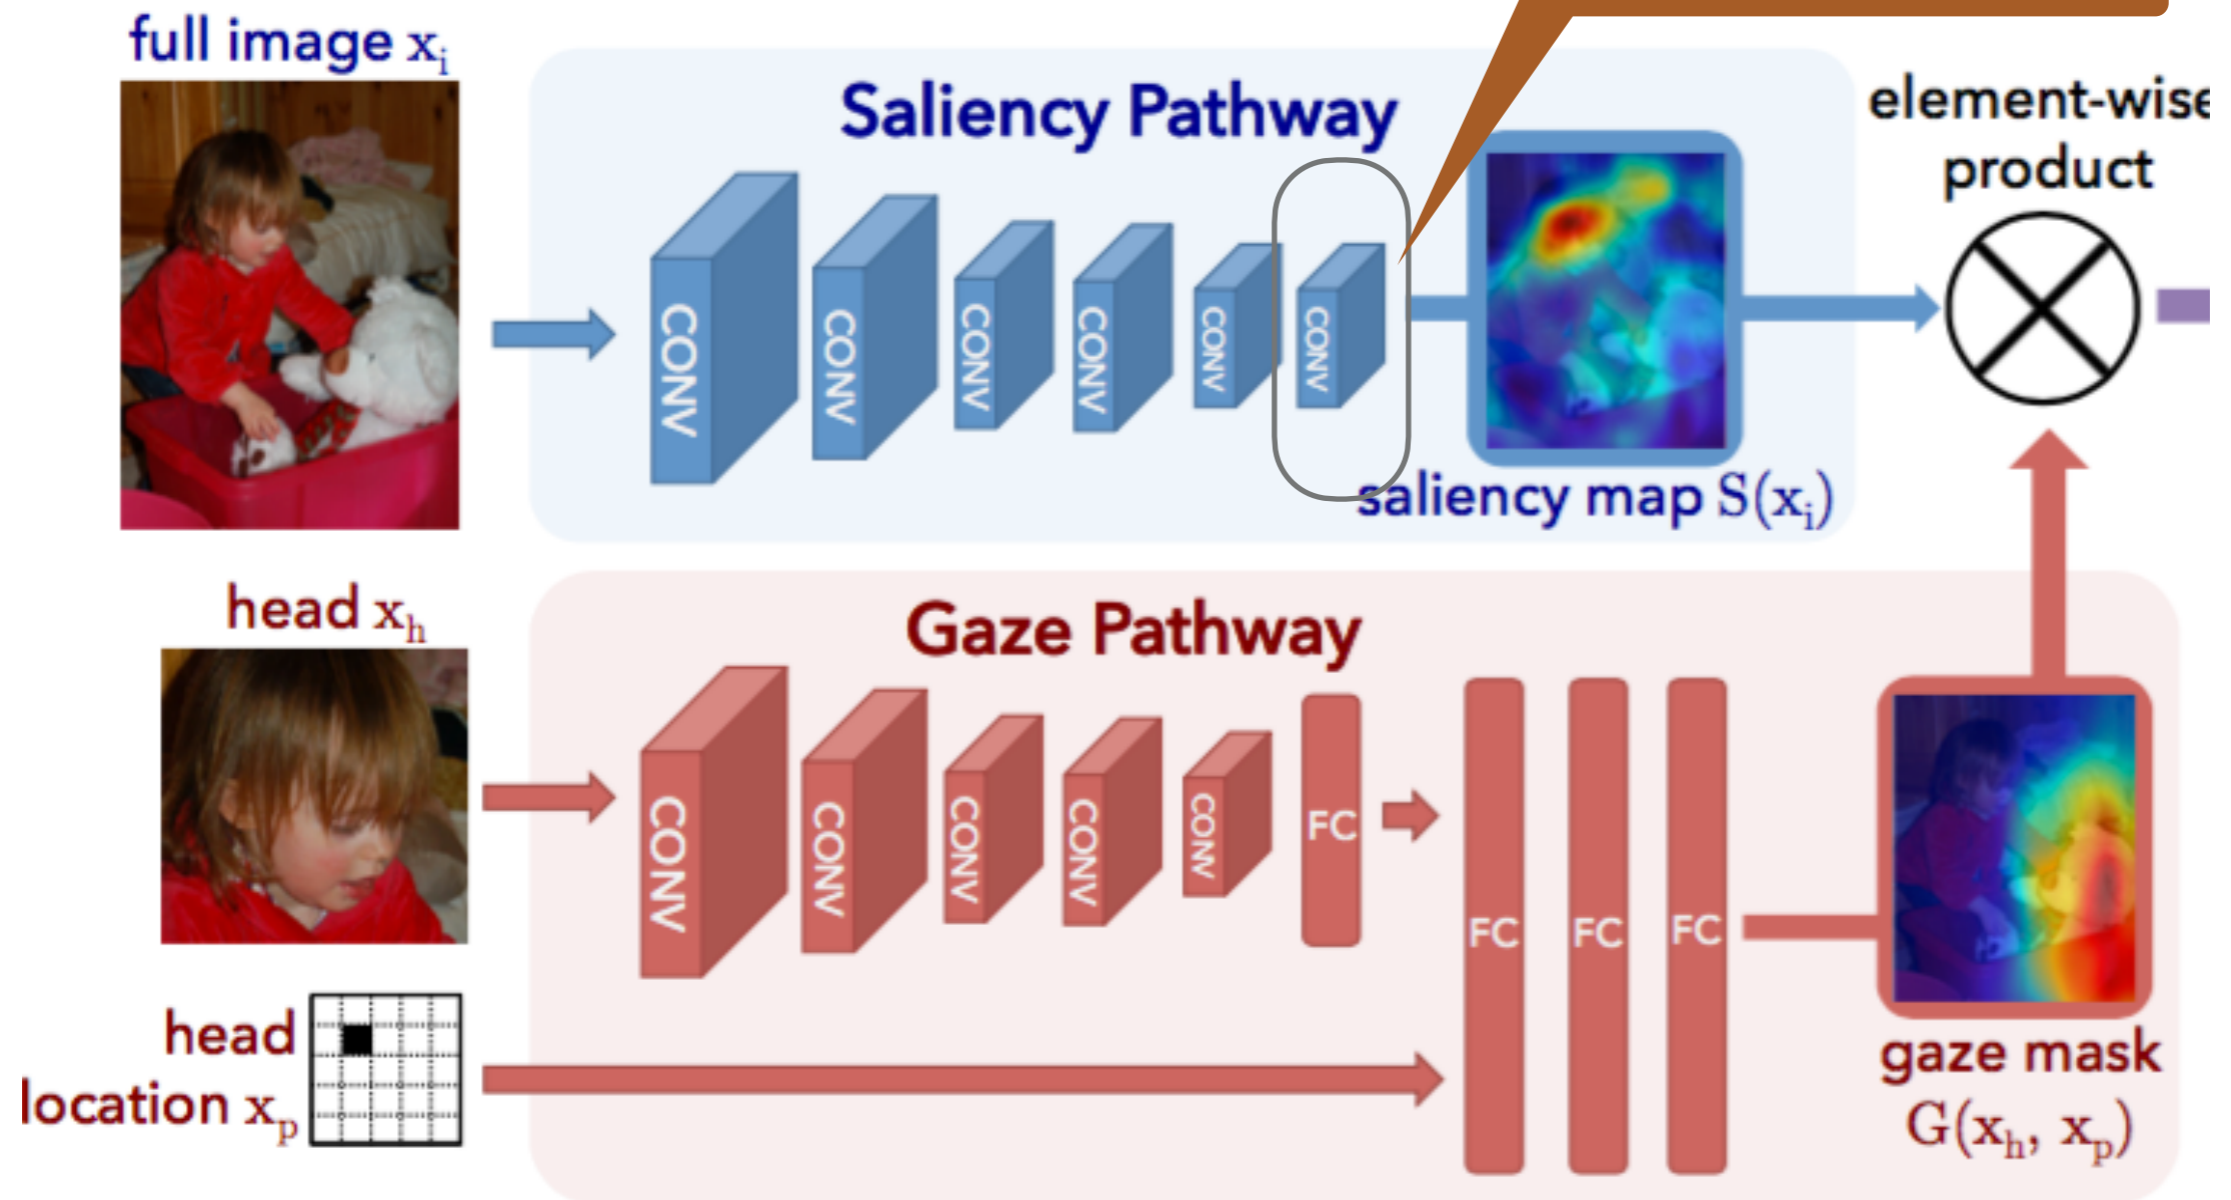 full image xᵢ
Saliency Pathway
element-wise
product
CONV
CONV
CONV
CONV
CONV
CONV
saliency map S(xᵢ)
head xₕ
Gaze Pathway
CONV
CONV
CONV
CONV
CONV
FC
FC
FC
FC
head
location xₚ
gaze mask
G(xₕ, xₚ)